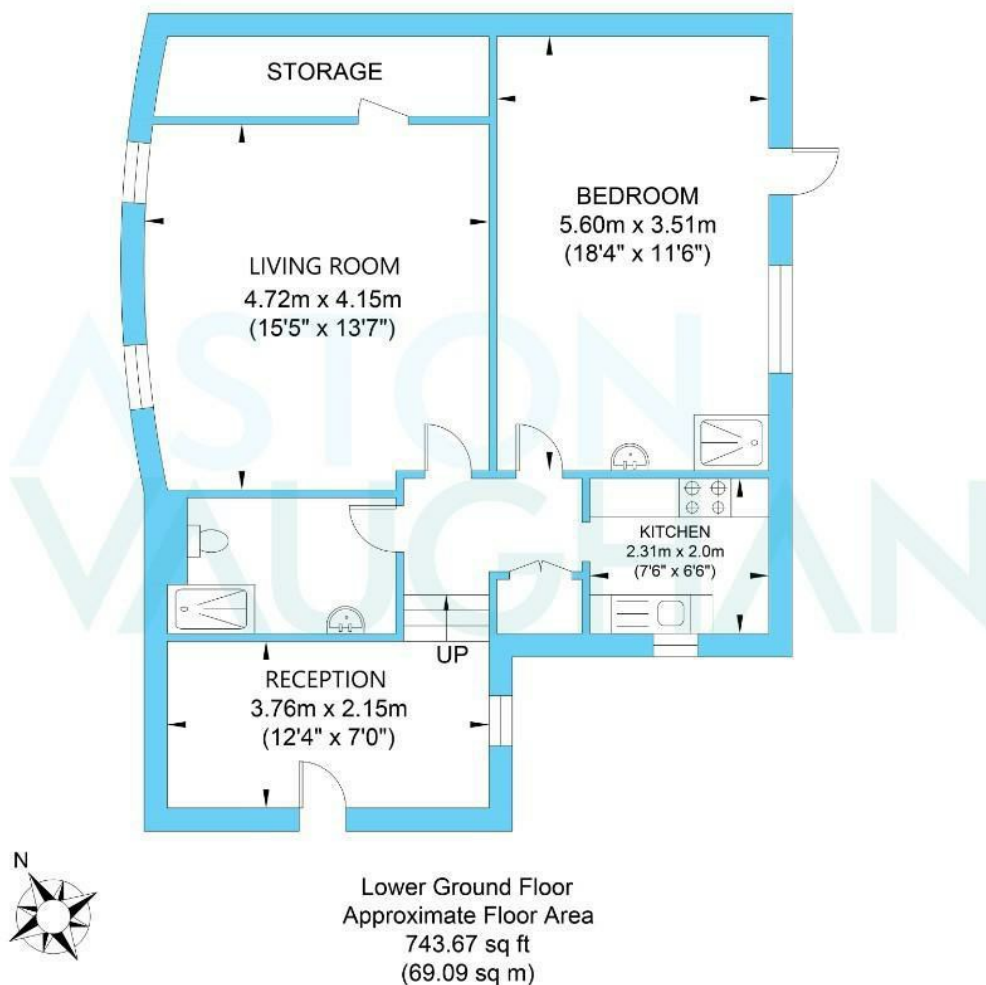 STORAGE
BEDROOM
5.60m x 3.51m
(18'4" x 11'6")
LIVING ROOM
4.72m x 4.15m
(15'5" x 13'7")
ASTON
VAUGHAN
KITCHEN
2.31m x 2.0m
(7'6" x 6'6")
UP
RECEPTION
3.76m x 2.15m
(12'4" x 7'0")
N
Lower Ground Floor
Approximate Floor Area
743.67 sq ft
(69.09 sq m)